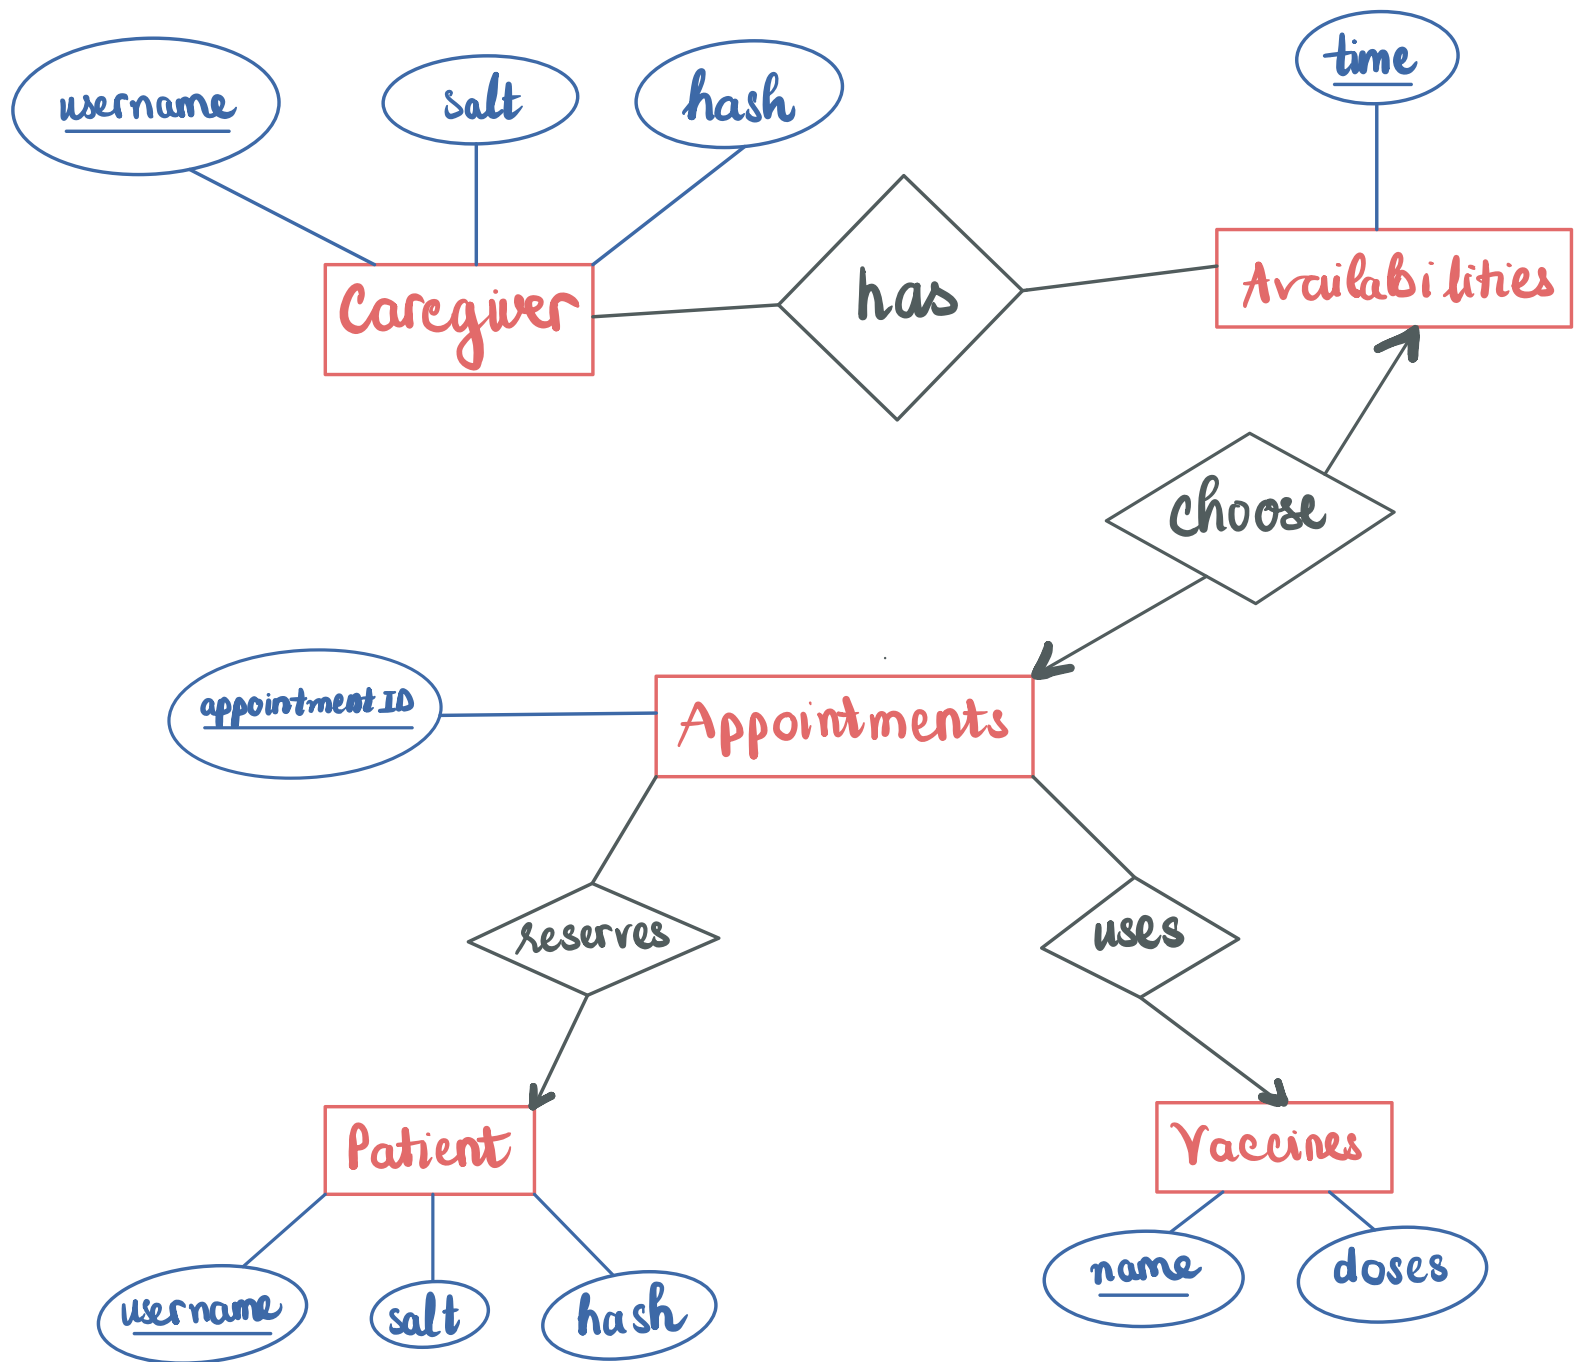 username
salt
hash
time
Caregiver
has
Availabilities
choose
appointmentID
Appointments
reserves
uses
Patient
Vaccines
username
salt
hash
name
doses